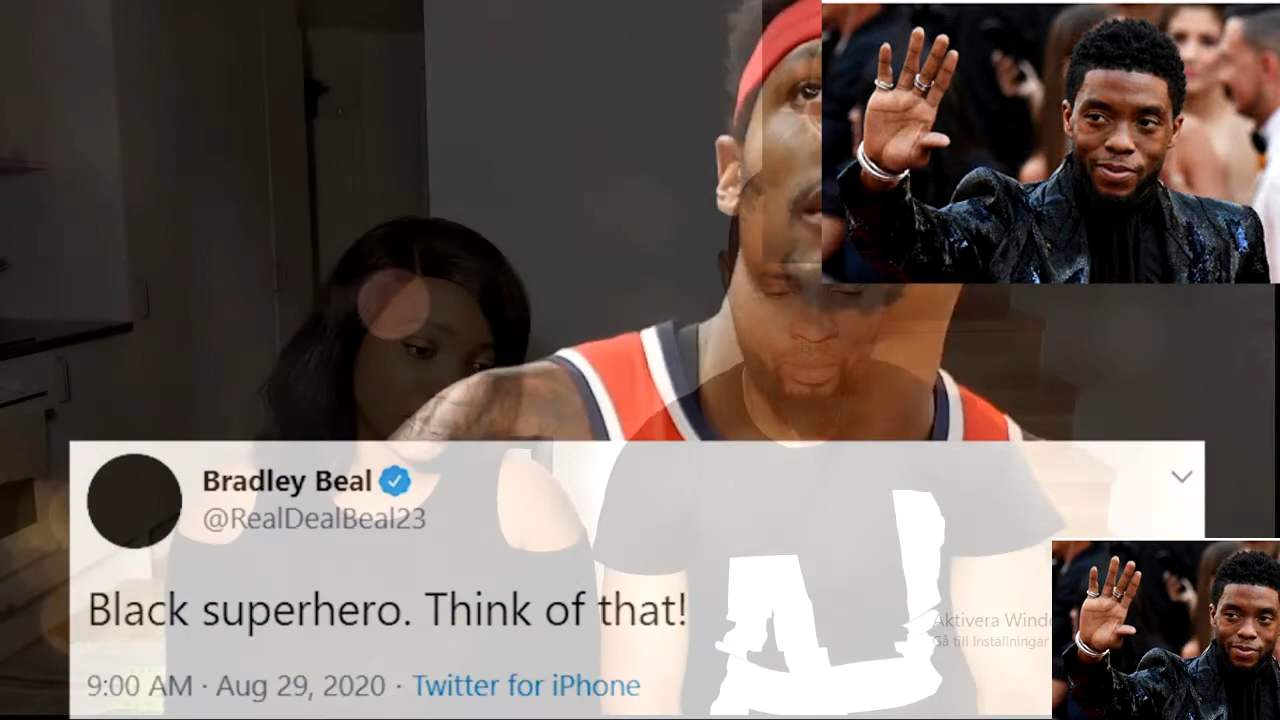 Bradley Beal
@RealDealBeal23
Black superhero. Think of that!
9:00 AM · Aug 29, 2020 · Twitter for iPhone
Aktivera Windo
Gå till Inställningar